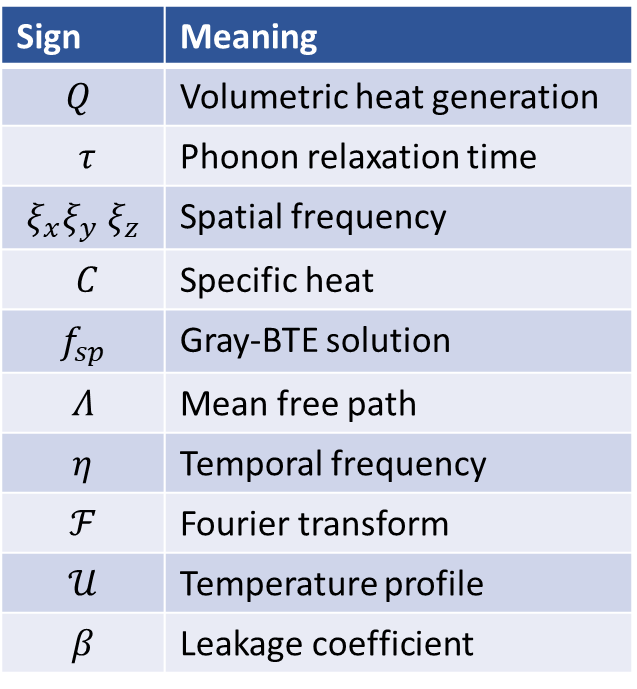 Sign Meaning
Q Volumetric heat generation
τ Phonon relaxation time
ξx ξy ξz Spatial frequency
C Specific heat
fsp Gray-BTE solution
Λ Mean free path
η Temporal frequency
ℱ Fourier transform
𝒰 Temperature profile
β Leakage coefficient